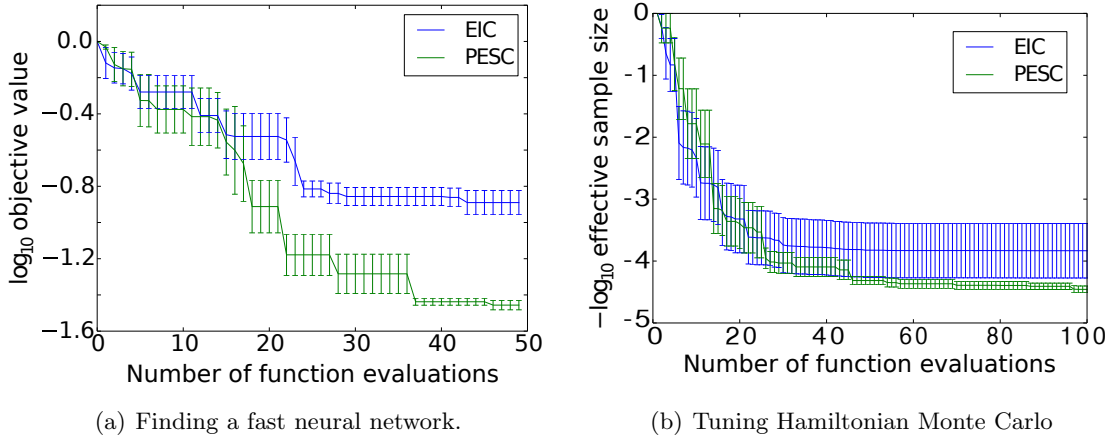 0.0
−0.4
−0.8
−1.2
−1.6
0 10 20 30 40 50
log₁₀ objective value
Number of function evaluations
EIC
PESC
(a) Finding a fast neural network.
0
-1
-2
-3
-4
-5
0 20 40 60 80 100
−log₁₀ effective sample size
Number of function evaluations
EIC
PESC
(b) Tuning Hamiltonian Monte Carlo